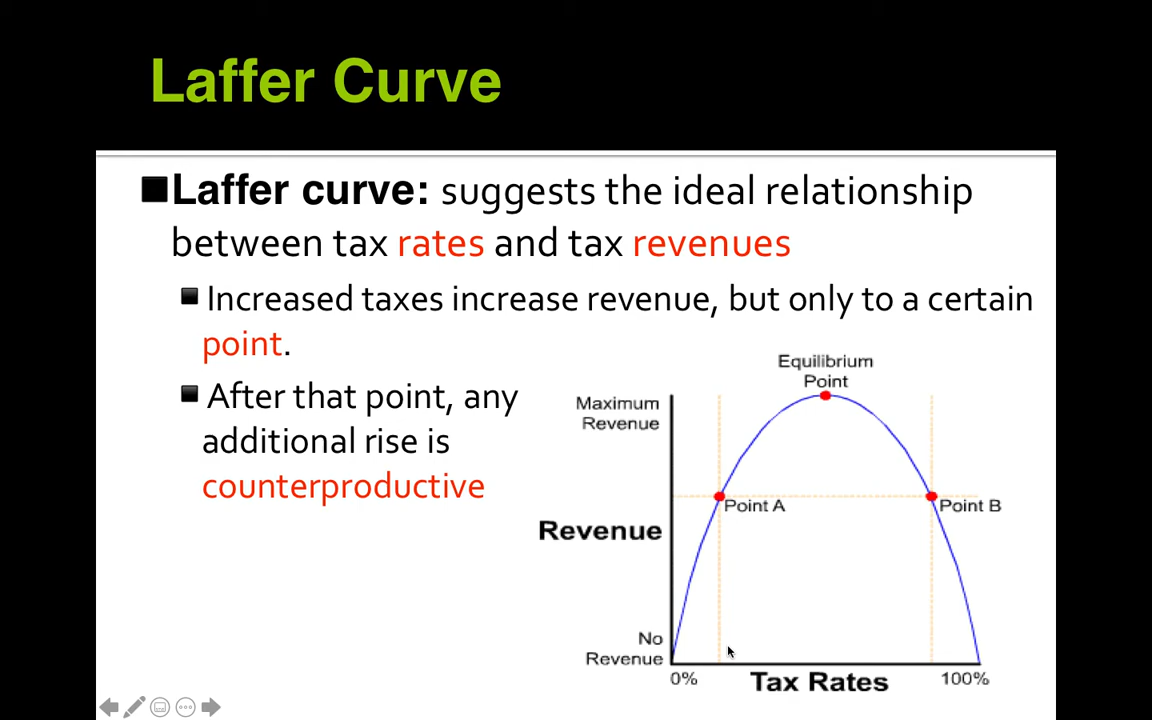 Laffer Curve
Laffer curve: suggests the ideal relationship
between tax rates and tax revenues
Increased taxes increase revenue, but only to a certain
point.
After that point, any
additional rise is
counterproductive
Equilibrium
Point
Maximum
Revenue
Point A
Point B
Revenue
No
Revenue
0%
Tax Rates
100%